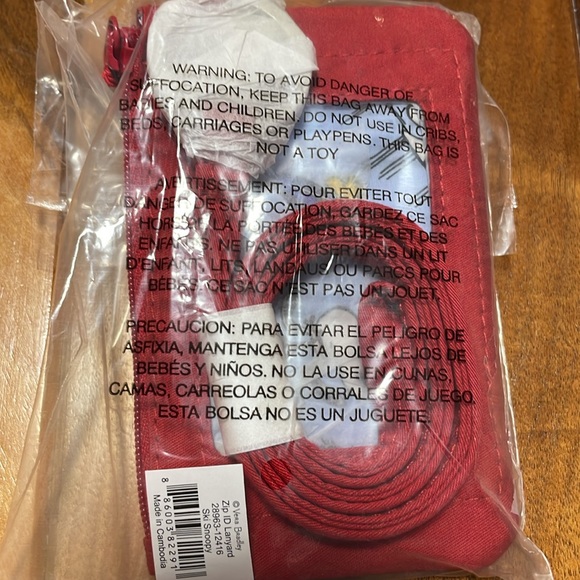 WARNING: TO AVOID DANGER OF
SUFFOCATION, KEEP THIS BAG AWAY FROM
BABIES AND CHILDREN. DO NOT USE IN CRIBS,
BEDS, CARRIAGES OR PLAYPENS. THIS BAG IS
NOT A TOY
AVERTISSEMENT: POUR EVITER TOUT
DANGER DE SUFFOCATION, GARDEZ CE SAC
HORS LA PORTÉE DES BÉBÉS ET DES
ENFANTS. NE PAS UTILISER DANS UN LIT
D'ENFANT, LITS, LANDAUS OU PARCS POUR
BÉBÉS. CE SAC N'EST PAS UN JOUET.
PRECAUCION: PARA EVITAR EL PELIGRO DE
ASFIXIA, MANTENGA ESTA BOLSA LEJOS DE
BEBÉS Y NIÑOS. NO LA USE EN CUNAS,
CAMAS, CARREOLAS O CORRALES DE JUEGO.
ESTA BOLSA NO ES UN JUGUETE.
© Vera Bradley
Zip ID Lanyard
28963-12416
Ski Snoopy
8 86003 82291
Made in Cambodia